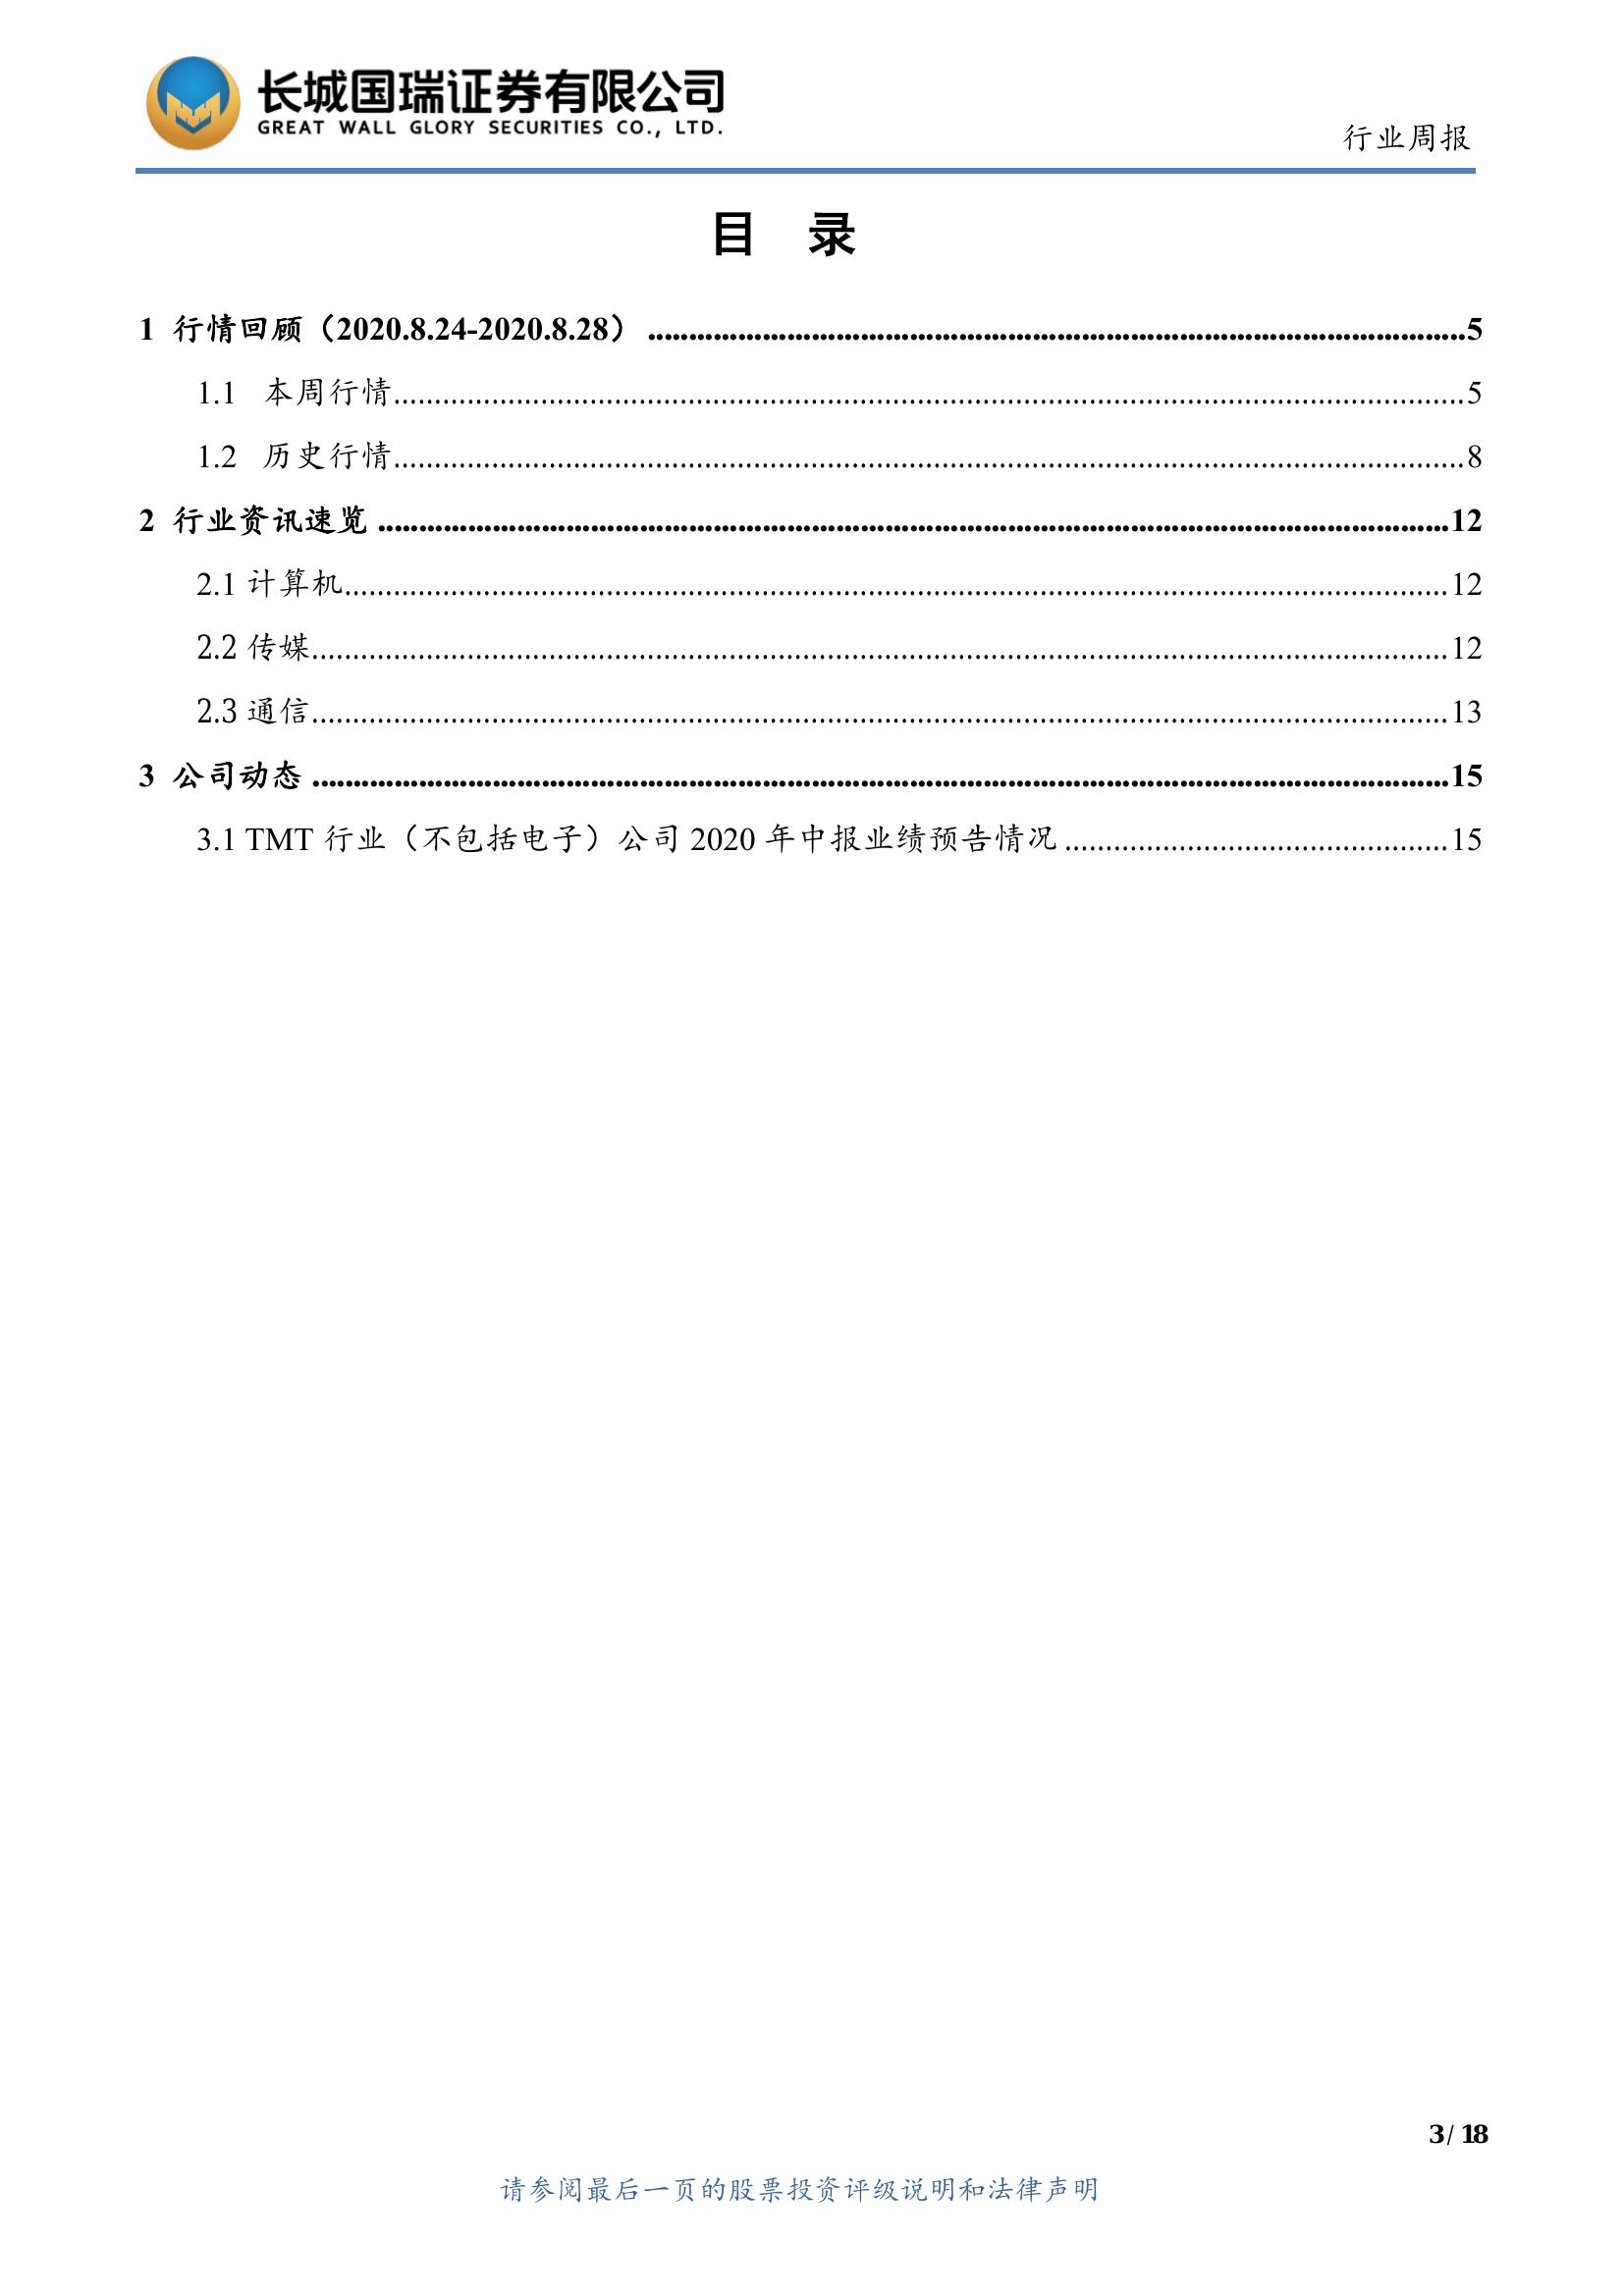 长城国瑞证券有限公司
GREAT WALL GLORY SECURITIES CO., LTD.
行业周报
目 录
1 行情回顾（2020.8.24-2020.8.28） ........................................ 5
1.1 本周行情........................................ 5
1.2 历史行情........................................ 8
2 行业资讯速览 ........................................ 12
2.1 计算机........................................ 12
2.2 传媒........................................ 12
2.3 通信........................................ 13
3 公司动态 ........................................ 15
3.1 TMT 行业（不包括电子）公司 2020 年中报业绩预告情况 ........................................ 15
3 / 18
请参阅最后一页的股票投资评级说明和法律声明